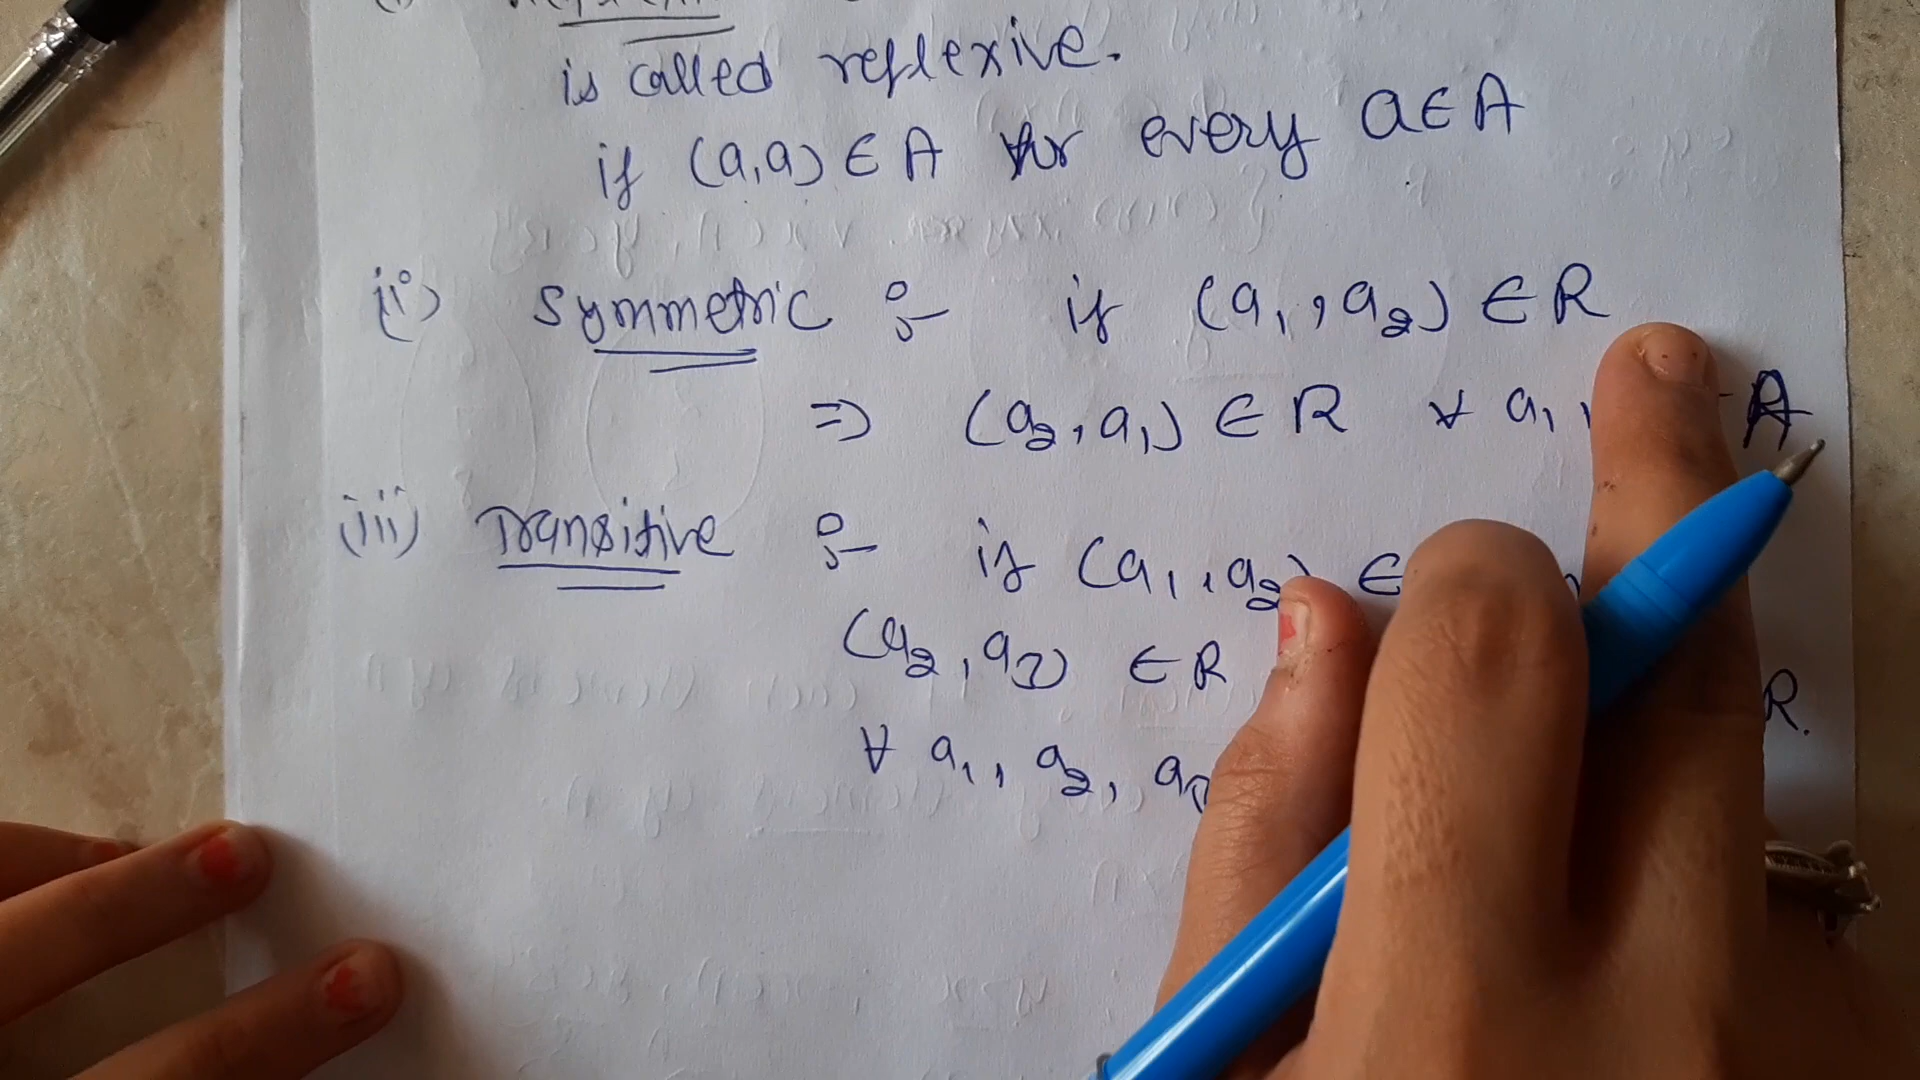 is called reflexive.
if (a,a) ∈ A for every a ∈ A
(ii) Symmetric :- if (a₁, a₂) ∈ R
⇒ (a₂, a₁) ∈ R ∀ a₁, A
(iii) Transitive :- if (a₁, a₂) ∈
(a₂, a₃) ∈ R R.
∀ a₁, a₂, a₃